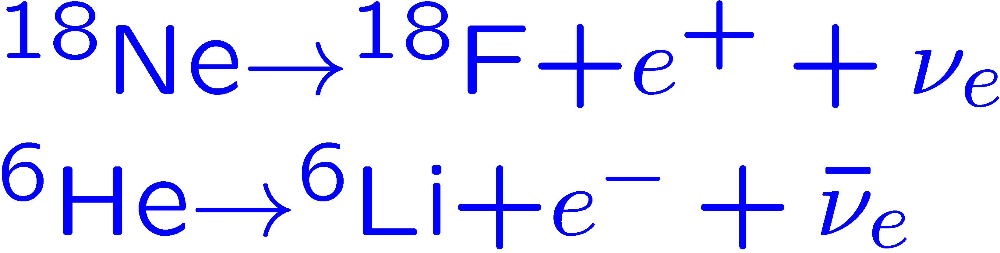 ¹⁸Ne→¹⁸F+e⁺ + νₑ
⁶He→⁶Li+e⁻ + ν̄ₑ